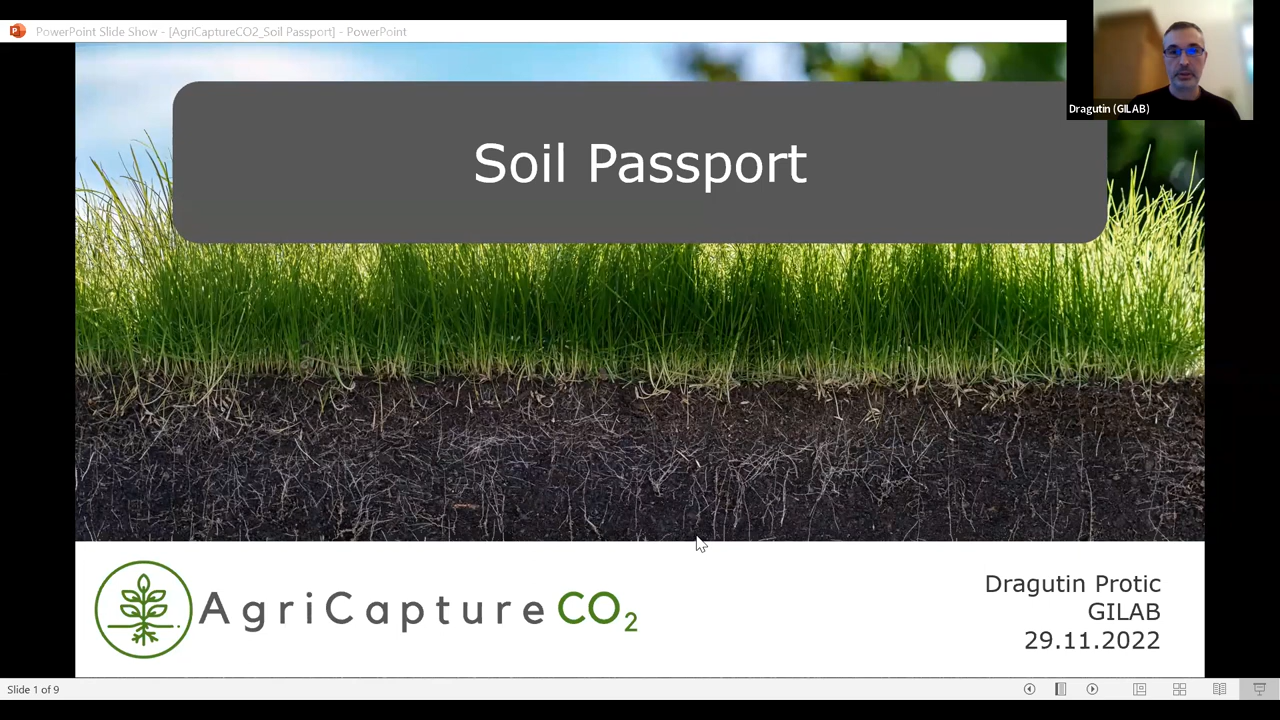 PowerPoint Slide Show - [AgriCaptureCO2_Soil Passport] - PowerPoint
Dragutin (GILAB)
Soil Passport
AgriCaptureCO₂
Dragutin Protic
GILAB
29.11.2022
Slide 1 of 9